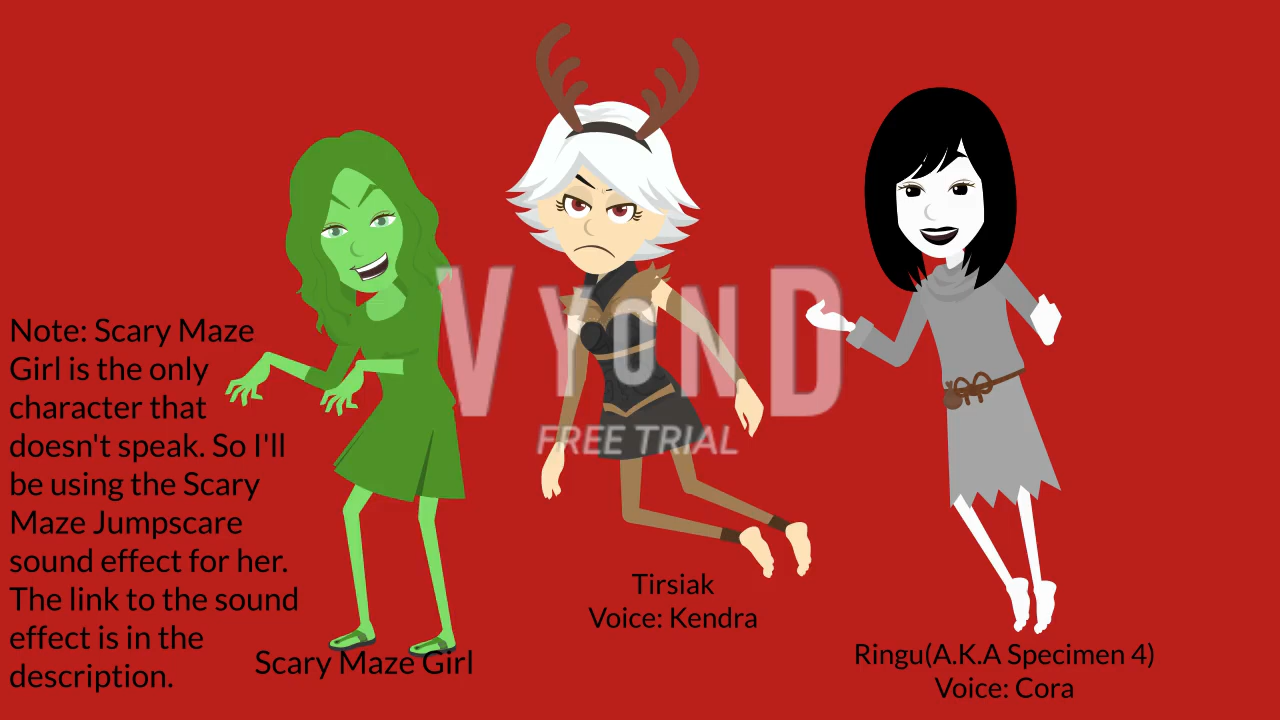 Note: Scary Maze
Girl is the only
character that
doesn't speak. So I'll
be using the Scary
Maze Jumpscare
sound effect for her.
The link to the sound
effect is in the
description.
Scary Maze Girl
VYOND
FREE TRIAL
Tirsiak
Voice: Kendra
Ringu(A.K.A Specimen 4)
Voice: Cora